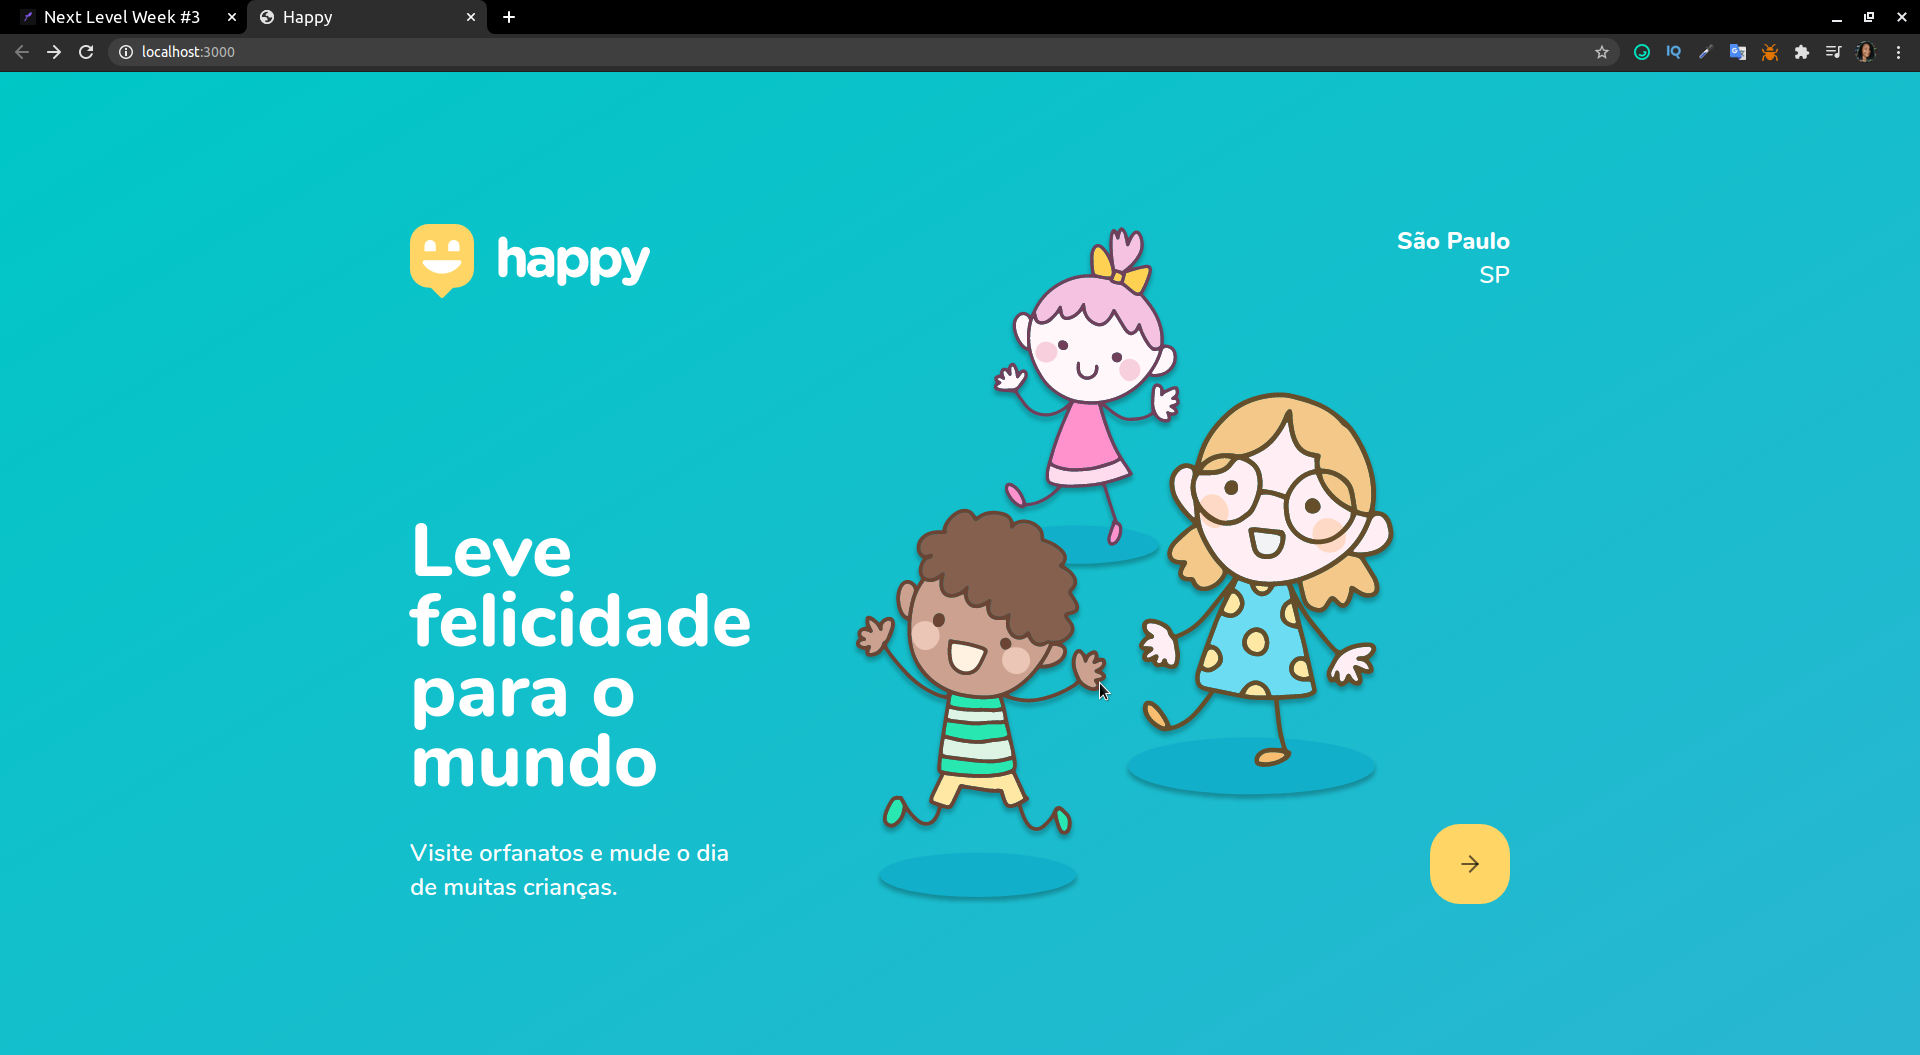 Next Level Week #3
Happy
localhost:3000
IQ
happy
São Paulo
SP
Leve
felicidade
para o
mundo
Visite orfanatos e mude o dia
de muitas crianças.